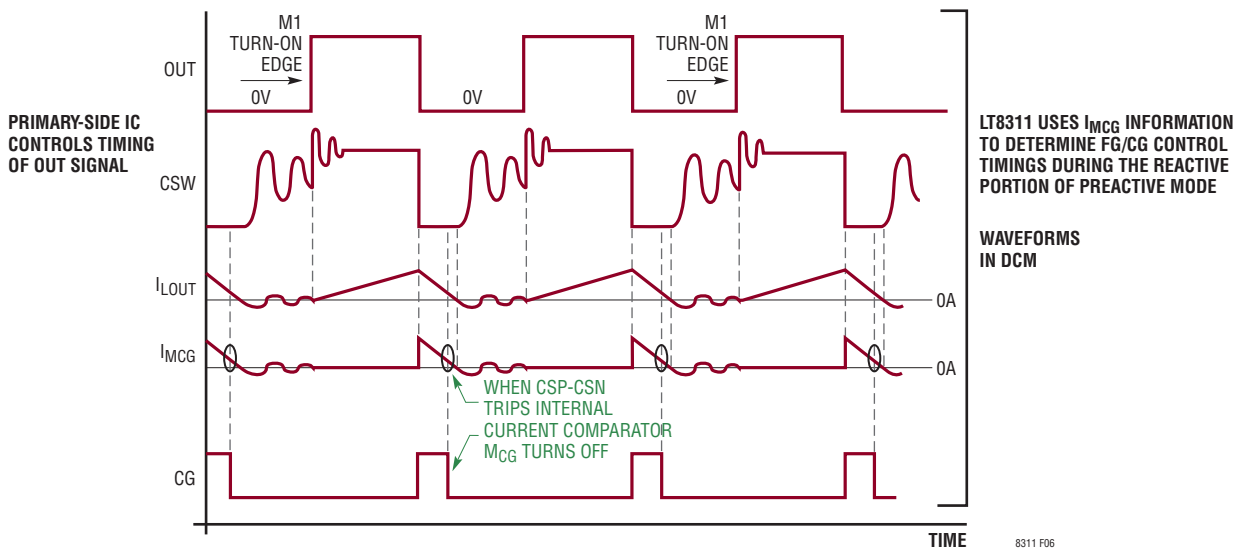 M1
TURN-ON
EDGE
M1
TURN-ON
EDGE
OUT
0V
0V
0V
PRIMARY-SIDE IC
CONTROLS TIMING
OF OUT SIGNAL
LT8311 USES IMCG INFORMATION
TO DETERMINE FG/CG CONTROL
TIMINGS DURING THE REACTIVE
PORTION OF PREACTIVE MODE
CSW
WAVEFORMS
IN DCM
ILOUT
0A
IMCG
0A
WHEN CSP-CSN
TRIPS INTERNAL
CURRENT COMPARATOR
MCG TURNS OFF
CG
TIME
8311 F06